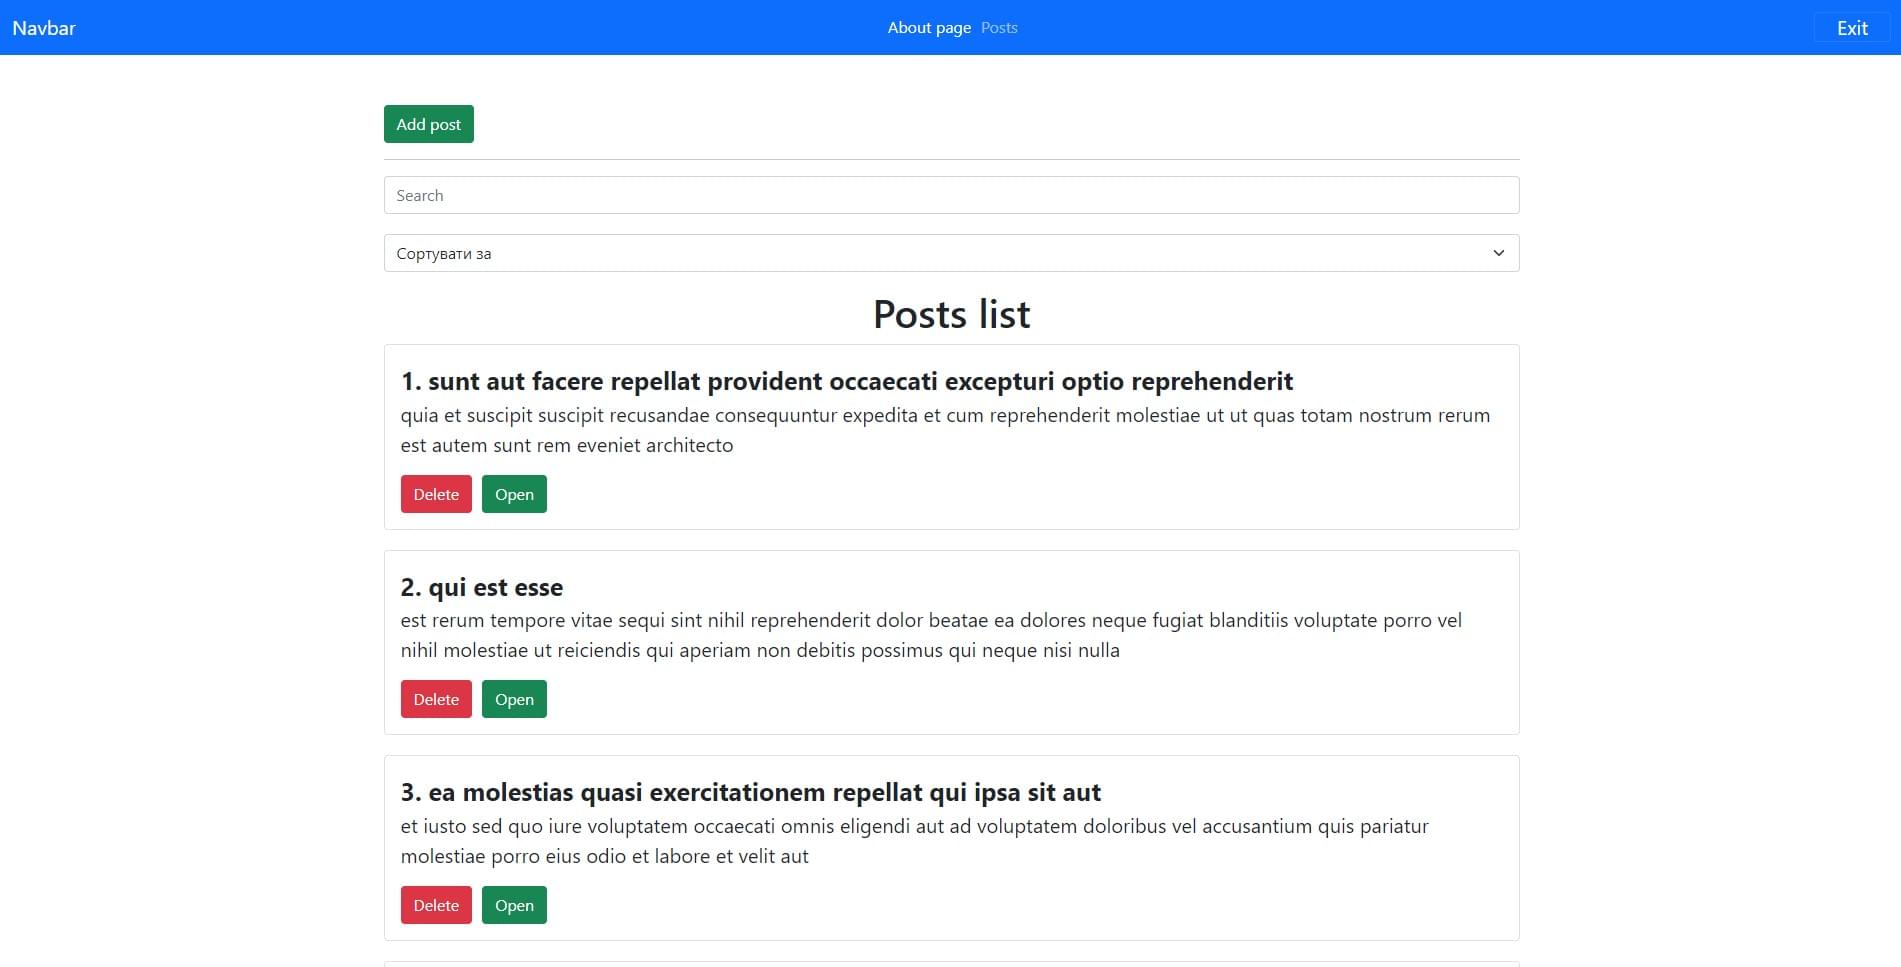 Navbar
About page Posts
Exit
Add post
Search
Сортувати за
Posts list
1. sunt aut facere repellat provident occaecati excepturi optio reprehenderit
quia et suscipit suscipit recusandae consequuntur expedita et cum reprehenderit molestiae ut ut quas totam nostrum rerum
est autem sunt rem eveniet architecto
Delete Open
2. qui est esse
est rerum tempore vitae sequi sint nihil reprehenderit dolor beatae ea dolores neque fugiat blanditiis voluptate porro vel
nihil molestiae ut reiciendis qui aperiam non debitis possimus qui neque nisi nulla
Delete Open
3. ea molestias quasi exercitationem repellat qui ipsa sit aut
et iusto sed quo iure voluptatem occaecati omnis eligendi aut ad voluptatem doloribus vel accusantium quis pariatur
molestiae porro eius odio et labore et velit aut
Delete Open